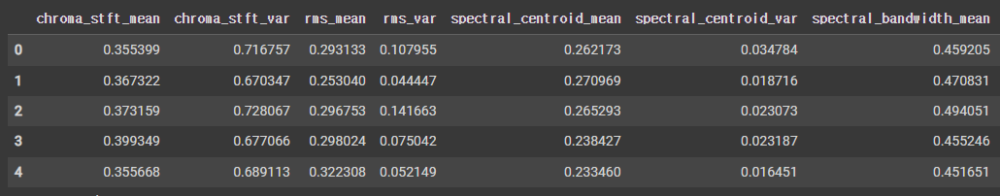 chroma_stft_mean chroma_stft_var rms_mean rms_var spectral_centroid_mean spectral_centroid_var spectral_bandwidth_mean
0 0.355399 0.716757 0.293133 0.107955 0.262173 0.034784 0.459205
1 0.367322 0.670347 0.253040 0.044447 0.270969 0.018716 0.470831
2 0.373159 0.728067 0.296753 0.141663 0.265293 0.023073 0.494051
3 0.399349 0.677066 0.298024 0.075042 0.238427 0.023187 0.455246
4 0.355668 0.689113 0.322308 0.052149 0.233460 0.016451 0.451651